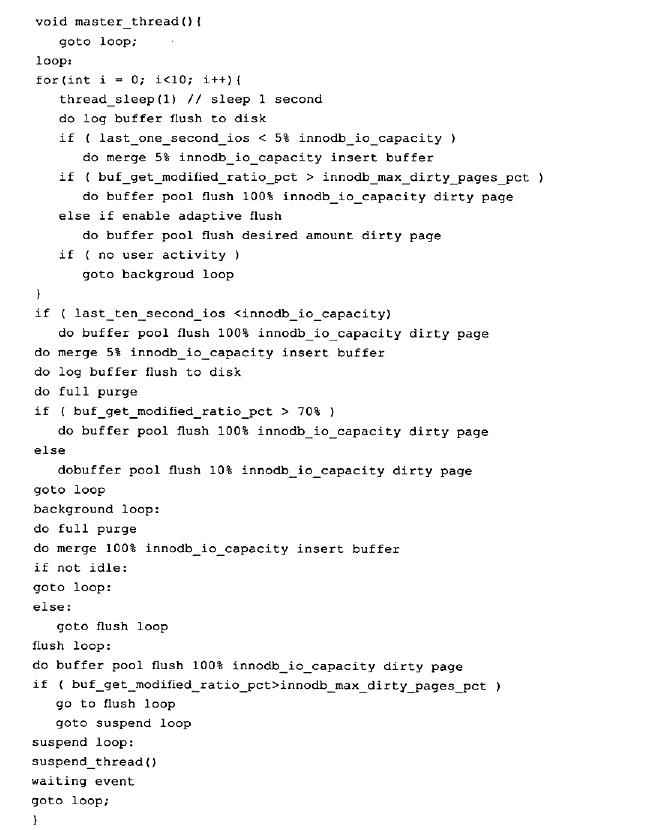 void master_thread(){
goto loop;
loop:
for(int i = 0; i<10; i++){
thread_sleep(1) // sleep 1 second
do log buffer flush to disk
if ( last_one_second_ios < 5% innodb_io_capacity )
do merge 5% innodb_io_capacity insert buffer
if ( buf_get_modified_ratio_pct > innodb_max_dirty_pages_pct )
do buffer pool flush 100% innodb_io_capacity dirty page
else if enable adaptive flush
do buffer pool flush desired amount dirty page
if ( no user activity )
goto backgroud loop
}
if ( last_ten_second_ios <innodb_io_capacity)
do buffer pool flush 100% innodb_io_capacity dirty page
do merge 5% innodb_io_capacity insert buffer
do log buffer flush to disk
do full purge
if ( buf_get_modified_ratio_pct > 70% )
do buffer pool flush 100% innodb_io_capacity dirty page
else
dobuffer pool flush 10% innodb_io_capacity dirty page
goto loop
background loop:
do full purge
do merge 100% innodb_io_capacity insert buffer
if not idle:
goto loop:
else:
goto flush loop
flush loop:
do buffer pool flush 100% innodb_io_capacity dirty page
if ( buf_get_modified_ratio_pct>innodb_max_dirty_pages_pct )
go to flush loop
goto suspend loop
suspend loop:
suspend_thread()
waiting event
goto loop;
}